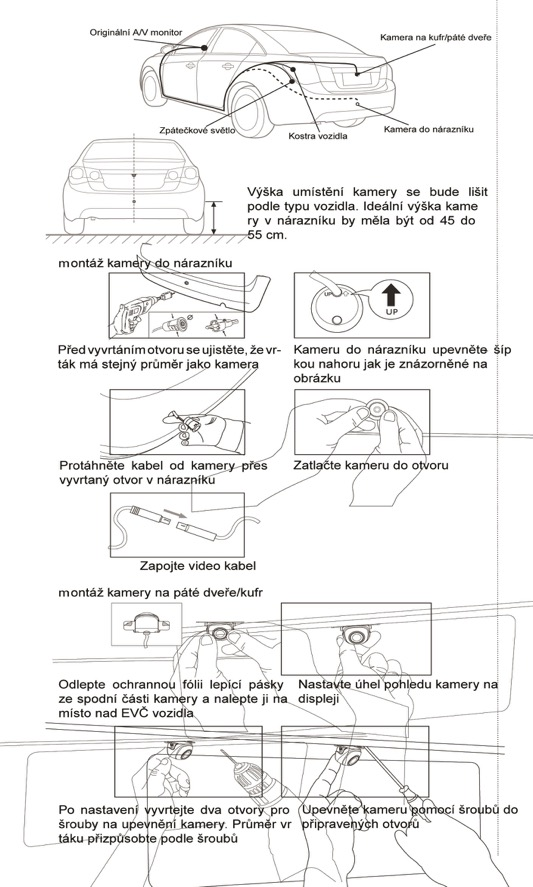 Originální A/V monitor
Kamera na kufr/páté dveře
Zpátečkové světlo
Kostra vozidla
Kamera do nárazníku
Výška umístění kamery se bude lišit
podle typu vozidla. Ideální výška kame
ry v nárazníku by měla být od 45 do
55 cm.
montáž kamery do nárazníku
UP
UP
Před vyvrtáním otvoru se ujistěte, že vr-
ták má stejný průměr jako kamera
Kameru do nárazníku upevněte šíp
kou nahoru jak je znázorněné na
obrázku
Protáhněte kabel od kamery přes
vyvrtaný otvor v nárazníku
Zatlačte kameru do otvoru
Zapojte video kabel
montáž kamery na páté dveře/kufr
Odlepte ochrannou fólii lepící pásky
ze spodní části kamery a nalepte ji na
místo nad EVČ vozidla
Nastavte úhel pohledu kamery na
displeji
Po nastavení vyvrtejte dva otvory pro
šrouby na upevnění kamery. Průměr vr
táku přizpůsobte podle šroubů
Upevněte kameru pomocí šroubů do
připravených otvorů